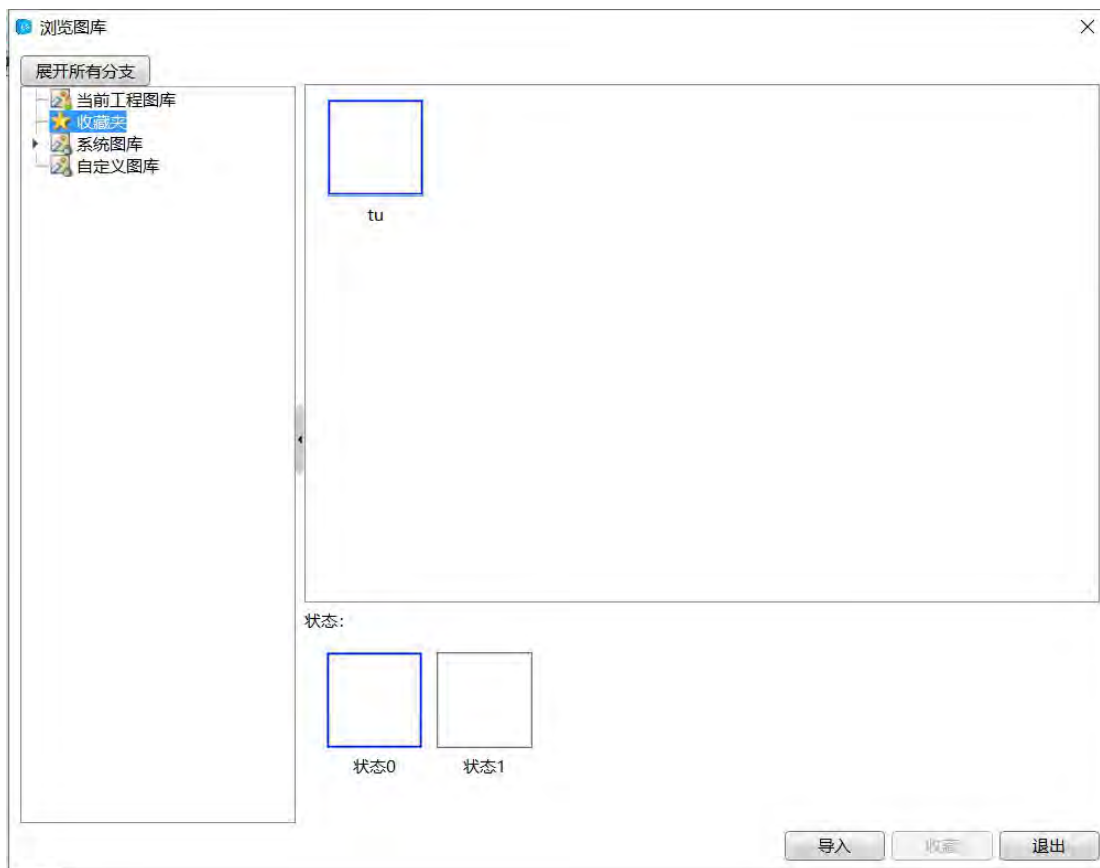 浏览图库
展开所有分支
当前工程图库
收藏夹
系统图库
自定义图库
tu
状态：
状态0
状态1
导入
收藏
退出